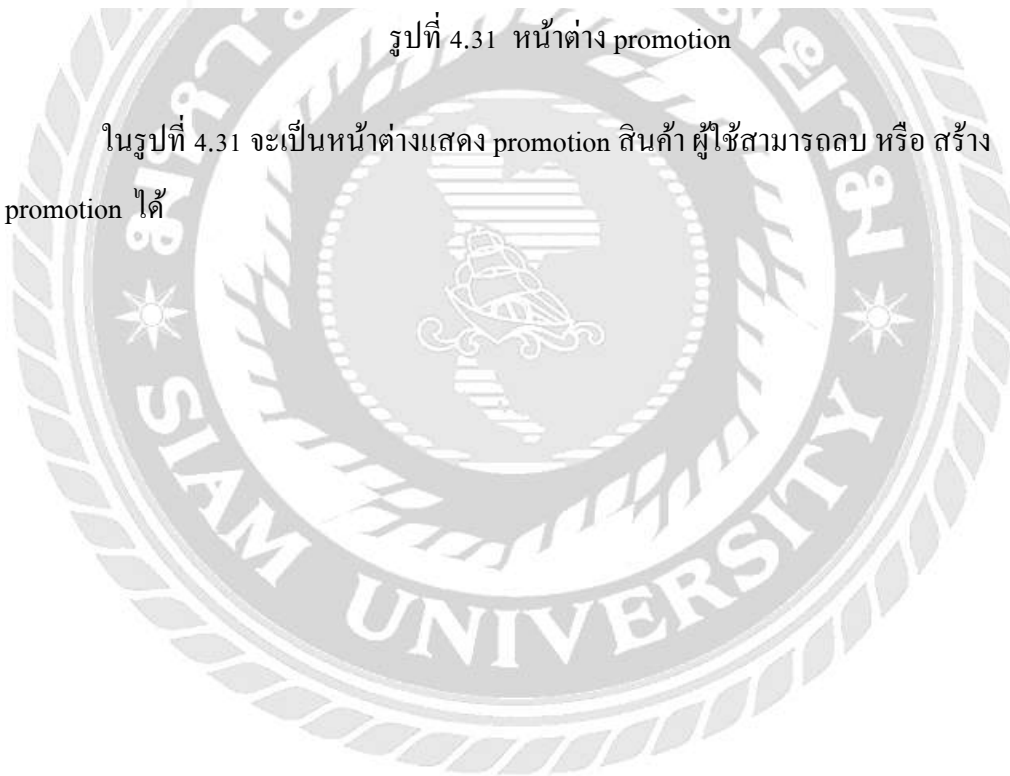 รูปที่ 4.31 หน้าต่าง promotion
ในรูปที่ 4.31 จะเป็นหน้าต่างแสดง promotion สินค้า ผู้ใช้สามารถลบ หรือ สร้าง
promotion ได้
SIAM UNIVERSITY